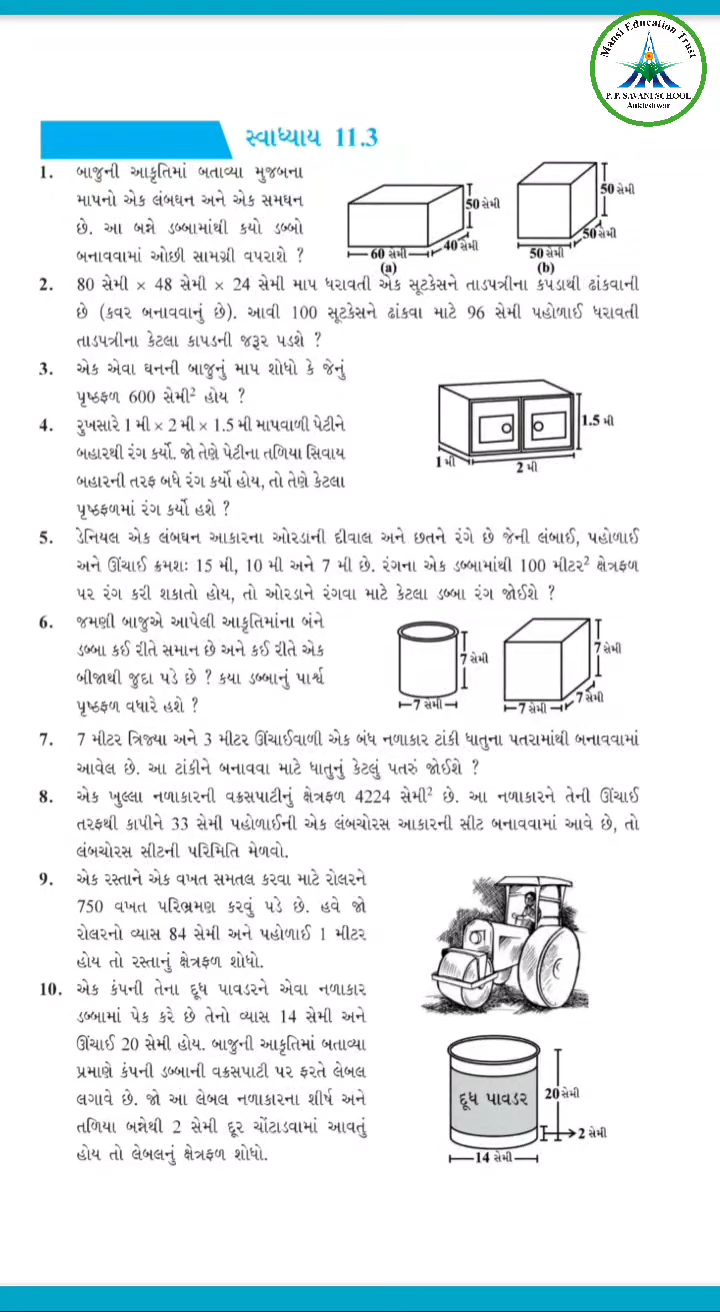 Mansi Education Trust
P. P. SAVANI SCHOOL
Ankleshwar
સ્વાધ્યાય 11.3
1. બાજુની આકૃતિમાં બતાવ્યા મુજબના
માપનો એક લંબઘન અને એક સમઘન
છે. આ બન્ને ડબ્બામાંથી કયો ડબ્બો
બનાવવામાં ઓછી સામગ્રી વપરાશે ?
50 સેમી
60 સેમી
40 સેમી
(a)
50 સેમી
50 સેમી
50 સેમી
(b)
2. 80 સેમી × 48 સેમી × 24 સેમી માપ ધરાવતી એક સૂટકેસને તાડપત્રીના કપડાથી ઢાંકવાની
છે (કવર બનાવવાનું છે). આવી 100 સૂટકેસને ઢાંકવા માટે 96 સેમી પહોળાઈ ધરાવતી
તાડપત્રીના કેટલા કાપડની જરૂર પડશે ?
3. એક એવા ઘનની બાજુનું માપ શોધો કે જેનું
પૃષ્ઠફળ 600 સેમી² હોય ?
4. રુખસારે 1 મી × 2 મી × 1.5 મી માપવાળી પેટીને
બહારથી રંગ કર્યો. જો તેણે પેટીના તળિયા સિવાય
બહારની તરફ બધે રંગ કર્યો હોય, તો તેણે કેટલા
પૃષ્ઠફળમાં રંગ કર્યો હશે ?
1.5 મી
1 મી
2 મી
5. ડેનિયલ એક લંબઘન આકારના ઓરડાની દીવાલ અને છતને રંગે છે જેની લંબાઈ, પહોળાઈ
અને ઊંચાઈ ક્રમશઃ 15 મી, 10 મી અને 7 મી છે. રંગના એક ડબ્બામાંથી 100 મીટર² ક્ષેત્રફળ
પર રંગ કરી શકાતો હોય, તો ઓરડાને રંગવા માટે કેટલા ડબ્બા રંગ જોઈશે ?
6. જમણી બાજુએ આપેલી આકૃતિમાંના બંને
ડબ્બા કઈ રીતે સમાન છે અને કઈ રીતે એક
બીજાથી જુદા પડે છે ? કયા ડબ્બાનું પાર્શ્વ
પૃષ્ઠફળ વધારે હશે ?
7 સેમી
7 સેમી
7 સેમી
7 સેમી
7 સેમી
7. 7 મીટર ત્રિજ્યા અને 3 મીટર ઊંચાઈવાળી એક બંધ નળાકાર ટાંકી ધાતુના પતરામાંથી બનાવવામાં
આવેલ છે. આ ટાંકીને બનાવવા માટે ધાતુનું કેટલું પતરું જોઈશે ?
8. એક ખુલ્લા નળાકારની વક્રસપાટીનું ક્ષેત્રફળ 4224 સેમી² છે. આ નળાકારને તેની ઊંચાઈ
તરફથી કાપીને 33 સેમી પહોળાઈની એક લંબચોરસ આકારની સીટ બનાવવામાં આવે છે, તો
લંબચોરસ સીટની પરિમિતિ મેળવો.
9. એક રસ્તાને એક વખત સમતલ કરવા માટે રોલરને
750 વખત પરિભ્રમણ કરવું પડે છે. હવે જો
રોલરનો વ્યાસ 84 સેમી અને પહોળાઈ 1 મીટર
હોય તો રસ્તાનું ક્ષેત્રફળ શોધો.
10. એક કંપની તેના દૂધ પાવડરને એવા નળાકાર
ડબ્બામાં પેક કરે છે તેનો વ્યાસ 14 સેમી અને
ઊંચાઈ 20 સેમી હોય. બાજુની આકૃતિમાં બતાવ્યા
પ્રમાણે કંપની ડબ્બાની વક્રસપાટી પર ફરતે લેબલ
લગાવે છે. જો આ લેબલ નળાકારના શીર્ષ અને
તળિયા બન્નેથી 2 સેમી દૂર ચોંટાડવામાં આવતું
હોય તો લેબલનું ક્ષેત્રફળ શોધો.
દૂધ પાવડર
20 સેમી
2 સેમી
14 સેમી